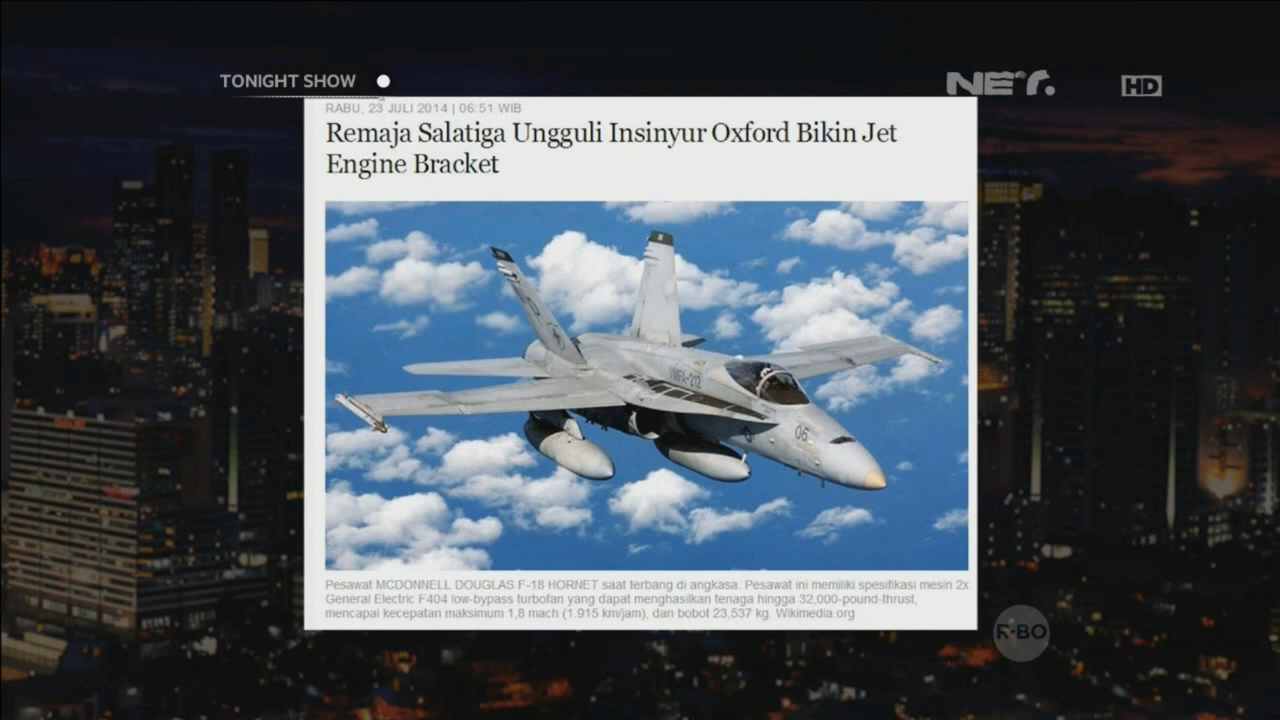 TONIGHT SHOW
NET.
HD
RABU, 23 JULI 2014 | 06:51 WIB
Remaja Salatiga Ungguli Insinyur Oxford Bikin Jet
Engine Bracket
VMFA-212
06
Pesawat MCDONNELL DOUGLAS F-18 HORNET saat terbang di angkasa. Pesawat ini memiliki spesifikasi mesin 2x
General Electric F404 low-bypass turbofan yang dapat menghasilkan tenaga hingga 32,000-pound-thrust,
mencapai kecepatan maksimum 1,8 mach (1.915 km/jam), dan bobot 23,537 kg. Wikimedia.org
R-BO